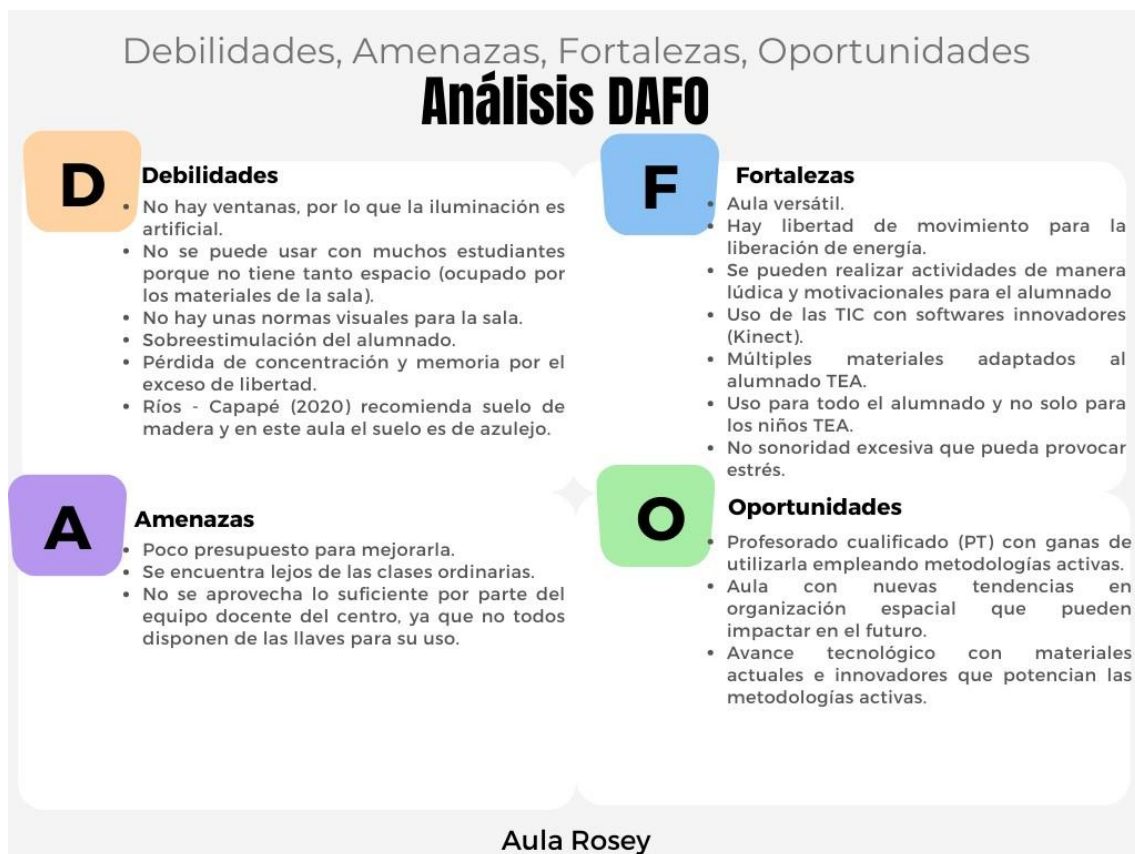 Debilidades, Amenazas, Fortalezas, Oportunidades
Análisis DAFO
D
Debilidades
• No hay ventanas, por lo que la iluminación es
artificial.
• No se puede usar con muchos estudiantes
porque no tiene tanto espacio (ocupado por
los materiales de la sala).
• No hay unas normas visuales para la sala.
• Sobreestimulación del alumnado.
• Pérdida de concentración y memoria por el
exceso de libertad.
• Ríos - Capapé (2020) recomienda suelo de
madera y en este aula el suelo es de azulejo.
F
Fortalezas
• Aula versátil.
• Hay libertad de movimiento para la
liberación de energía.
• Se pueden realizar actividades de manera
lúdica y motivacionales para el alumnado
• Uso de las TIC con softwares innovadores
(Kinect).
• Múltiples materiales adaptados al
alumnado TEA.
• Uso para todo el alumnado y no solo para
los niños TEA.
• No sonoridad excesiva que pueda provocar
estrés.
A
Amenazas
• Poco presupuesto para mejorarla.
• Se encuentra lejos de las clases ordinarias.
• No se aprovecha lo suficiente por parte del
equipo docente del centro, ya que no todos
disponen de las llaves para su uso.
O
Oportunidades
• Profesorado cualificado (PT) con ganas de
utilizarla empleando metodologías activas.
• Aula con nuevas tendencias en
organización espacial que pueden
impactar en el futuro.
• Avance tecnológico con materiales
actuales e innovadores que potencian las
metodologías activas.
Aula Rosey